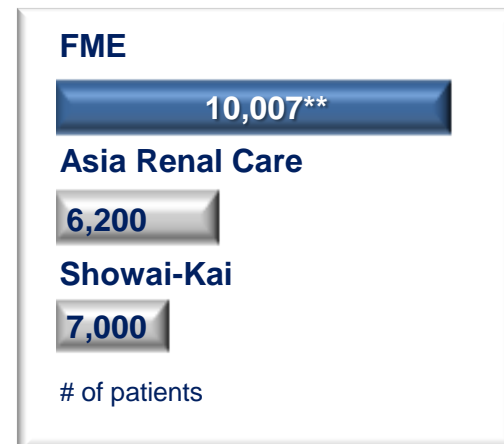 FME
10,007**
Asia Renal Care
6,200
Showai-Kai
7,000
# of patients